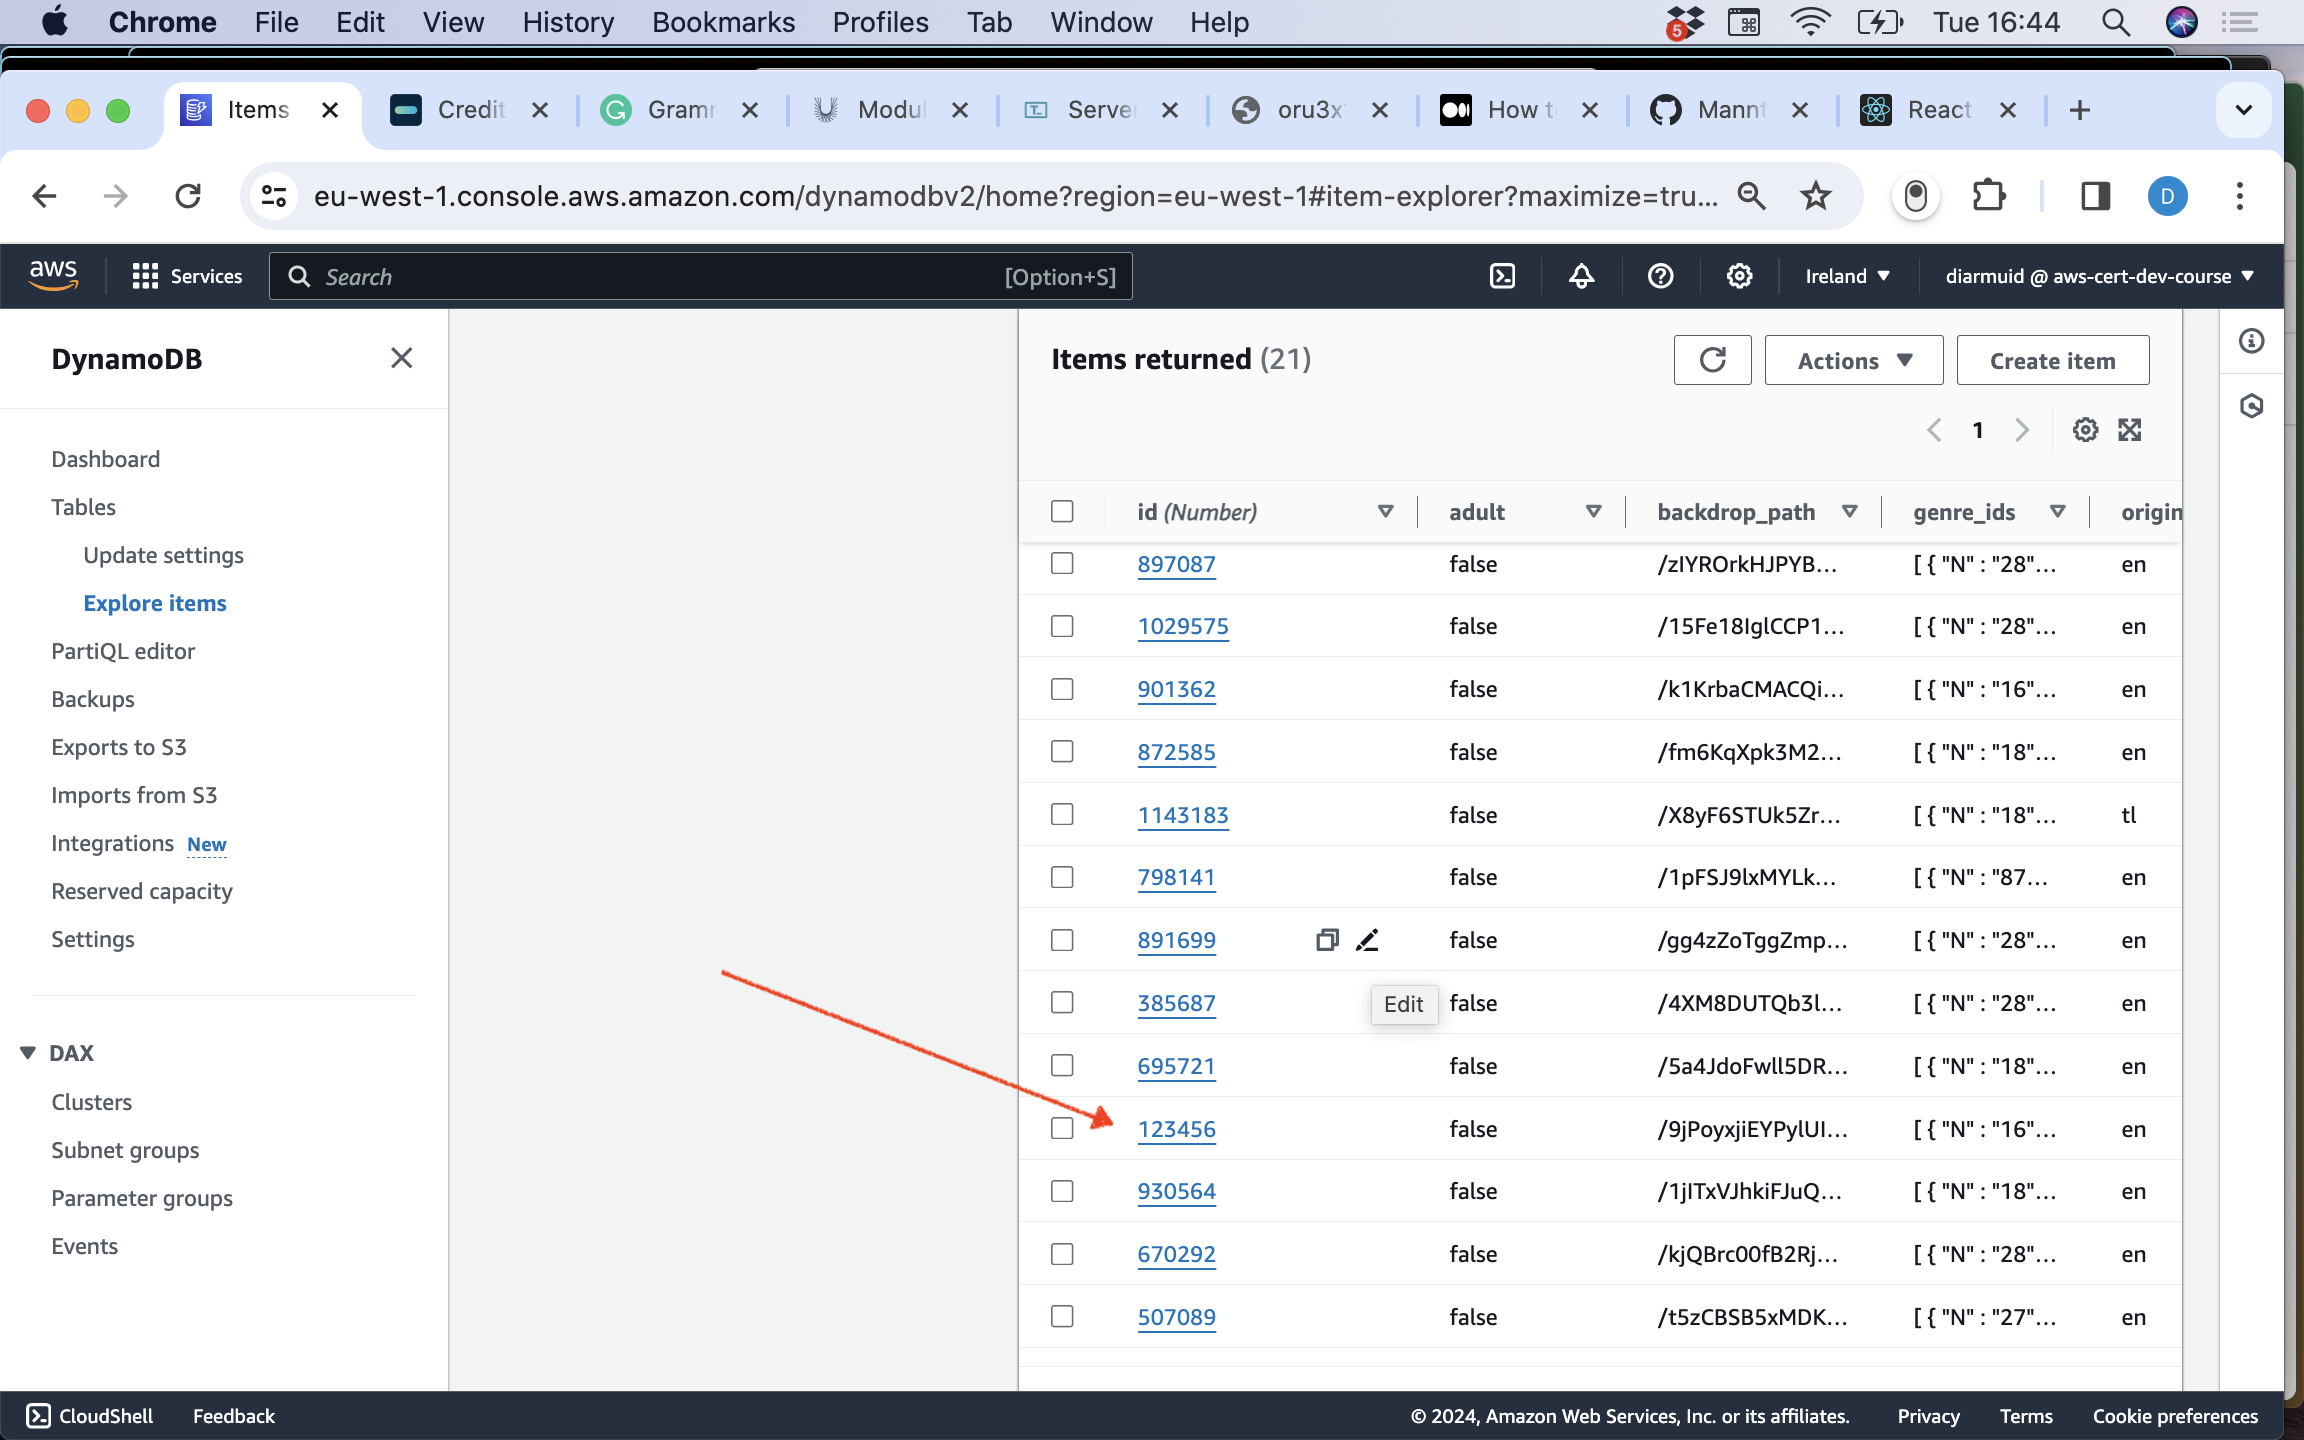 Chrome File Edit View History Bookmarks Profiles Tab Window Help 5 Tue 16:44
Items Credit Gramm Modul Server oru3x How to Mannt React
eu-west-1.console.aws.amazon.com/dynamodbv2/home?region=eu-west-1#item-explorer?maximize=tru... D
aws Services Search [Option+S] Ireland diarmuid @ aws-cert-dev-course
DynamoDB
Dashboard
Tables
Update settings
Explore items
PartiQL editor
Backups
Exports to S3
Imports from S3
Integrations New
Reserved capacity
Settings
DAX
Clusters
Subnet groups
Parameter groups
Events
Items returned (21) Actions Create item
1
id (Number) adult backdrop_path genre_ids origin
897087 false /zIYROrkHJPYB... [ { "N" : "28"... en
1029575 false /15Fe18IglCCP1... [ { "N" : "28"... en
901362 false /k1KrbaCMACQi... [ { "N" : "16"... en
872585 false /fm6KqXpk3M2... [ { "N" : "18"... en
1143183 false /X8yF6STUk5Zr... [ { "N" : "18"... tl
798141 false /1pFSJ9lxMYLk... [ { "N" : "87... en
891699 false /gg4zZoTggZmp... [ { "N" : "28"... en
385687 Edit false /4XM8DUTQb3l... [ { "N" : "28"... en
695721 false /5a4JdoFwll5DR... [ { "N" : "18"... en
123456 false /9jPoyxjiEYPylUI... [ { "N" : "16"... en
930564 false /1jITxVJhkiFJuQ... [ { "N" : "18"... en
670292 false /kjQBrc00fB2Rj... [ { "N" : "28"... en
507089 false /t5zCBSB5xMDK... [ { "N" : "27"... en
CloudShell Feedback © 2024, Amazon Web Services, Inc. or its affiliates. Privacy Terms Cookie preferences